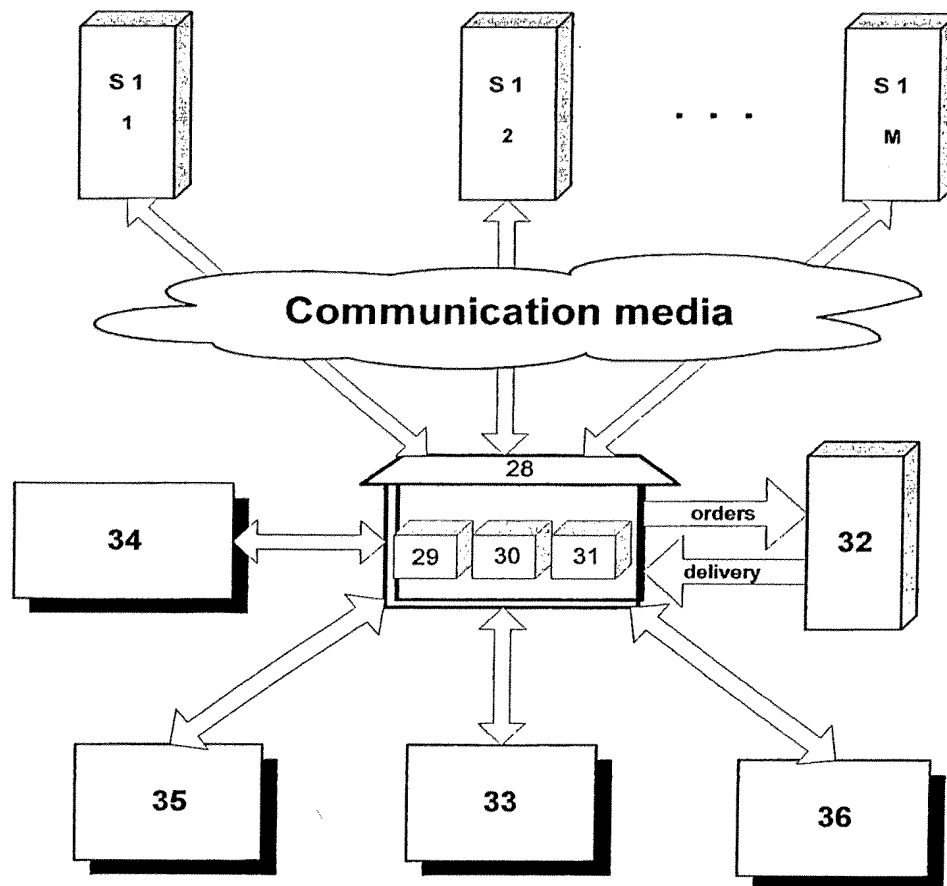 S 1
1
S 1
2
. . .
S 1
M
Communication media
28
34
29
30
31
orders
delivery
32
35
33
36